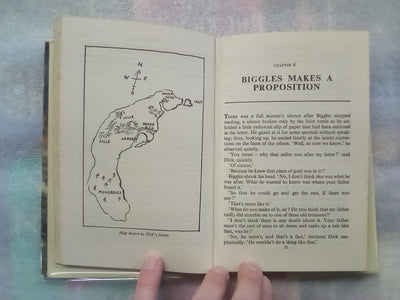 N
W
E
S
HILLS
HILLS
MANGROVES
Map drawn by Dick's father
CHAPTER 4
BIGGLES MAKES A
PROPOSITION
THERE was a full minute's silence after Biggles stopped
reading, a silence broken only by the faint rustle as he un-
folded a little yellowish slip of paper that had been enclosed
in the letter. He gazed at it for some seconds without speak-
ing; then, looking up, he smiled faintly at the intent expres-
sions on the faces of the others. 'Well, so now we know,' he
observed quietly.
'You mean – why that sailor was after my letter?' said
Dick, quickly.
'Of course.'
'Because he knew that piece of gold was in it?'
Biggles shook his head. 'No, I don't think that was what he
was after. What he wanted to know was when your father
found it.'
'So that he could go and get the rest, if there was
any?'
'That's more like it.'
'What do you make of it, sir? Do you think that my father
really did stumble on to one of these old treasures?'
'I don't think there is any doubt about it. Your father
wasn't the sort of man to sit down and make up a tale like
that, was he?'
'No, he wasn't, and that's a fact,' declared Dick em-
phatically. 'He wouldn't do a thing like that.'